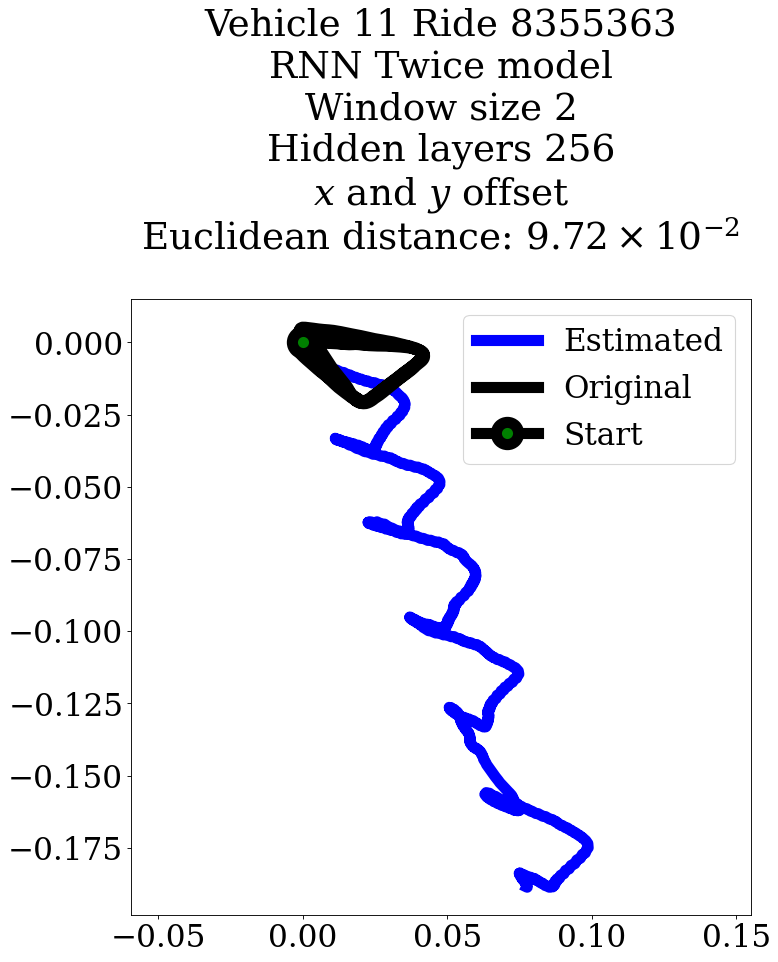 Vehicle 11 Ride 8355363
RNN Twice model
Window size 2
Hidden layers 256
x and y offset
Euclidean distance: 9.72 × 10⁻²
Estimated
Original
Start
0.000
−0.025
−0.050
−0.075
−0.100
−0.125
−0.150
−0.175
−0.05 0.00 0.05 0.10 0.15